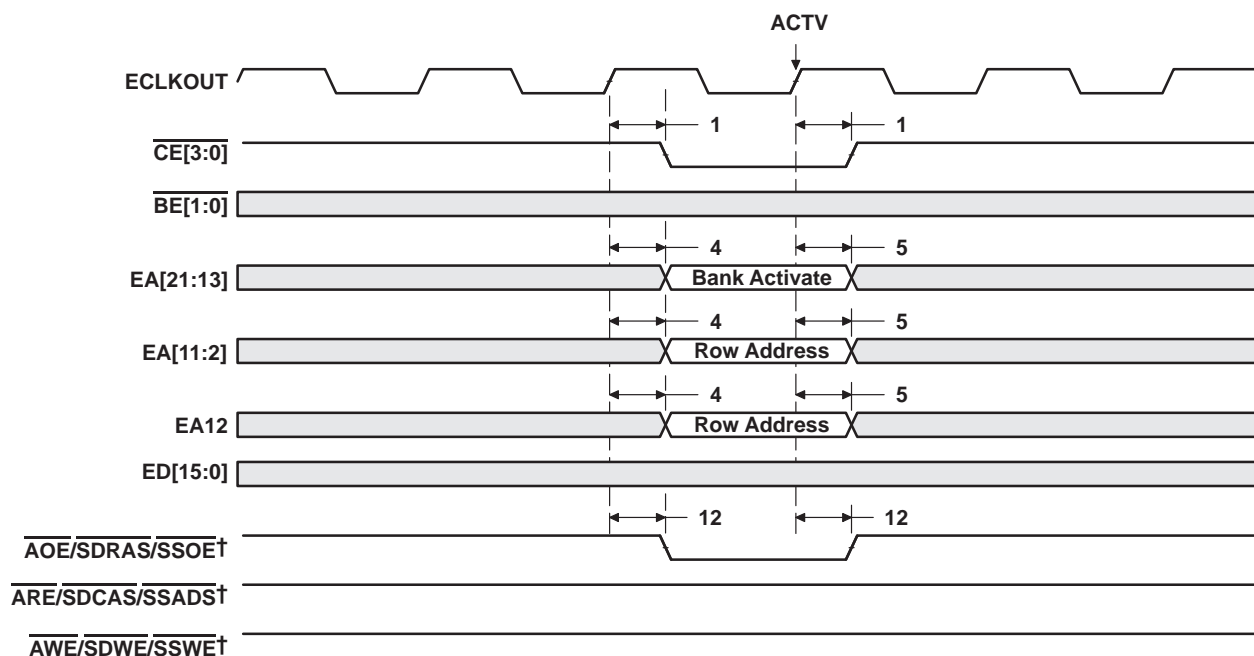 ACTV
ECLKOUT
1 1
CE[3:0]
BE[1:0]
4 5
EA[21:13] Bank Activate
4 5
EA[11:2] Row Address
4 5
EA12 Row Address
ED[15:0]
12 12
AOE/SDRAS/SSOE†
ARE/SDCAS/SSADS†
AWE/SDWE/SSWE†